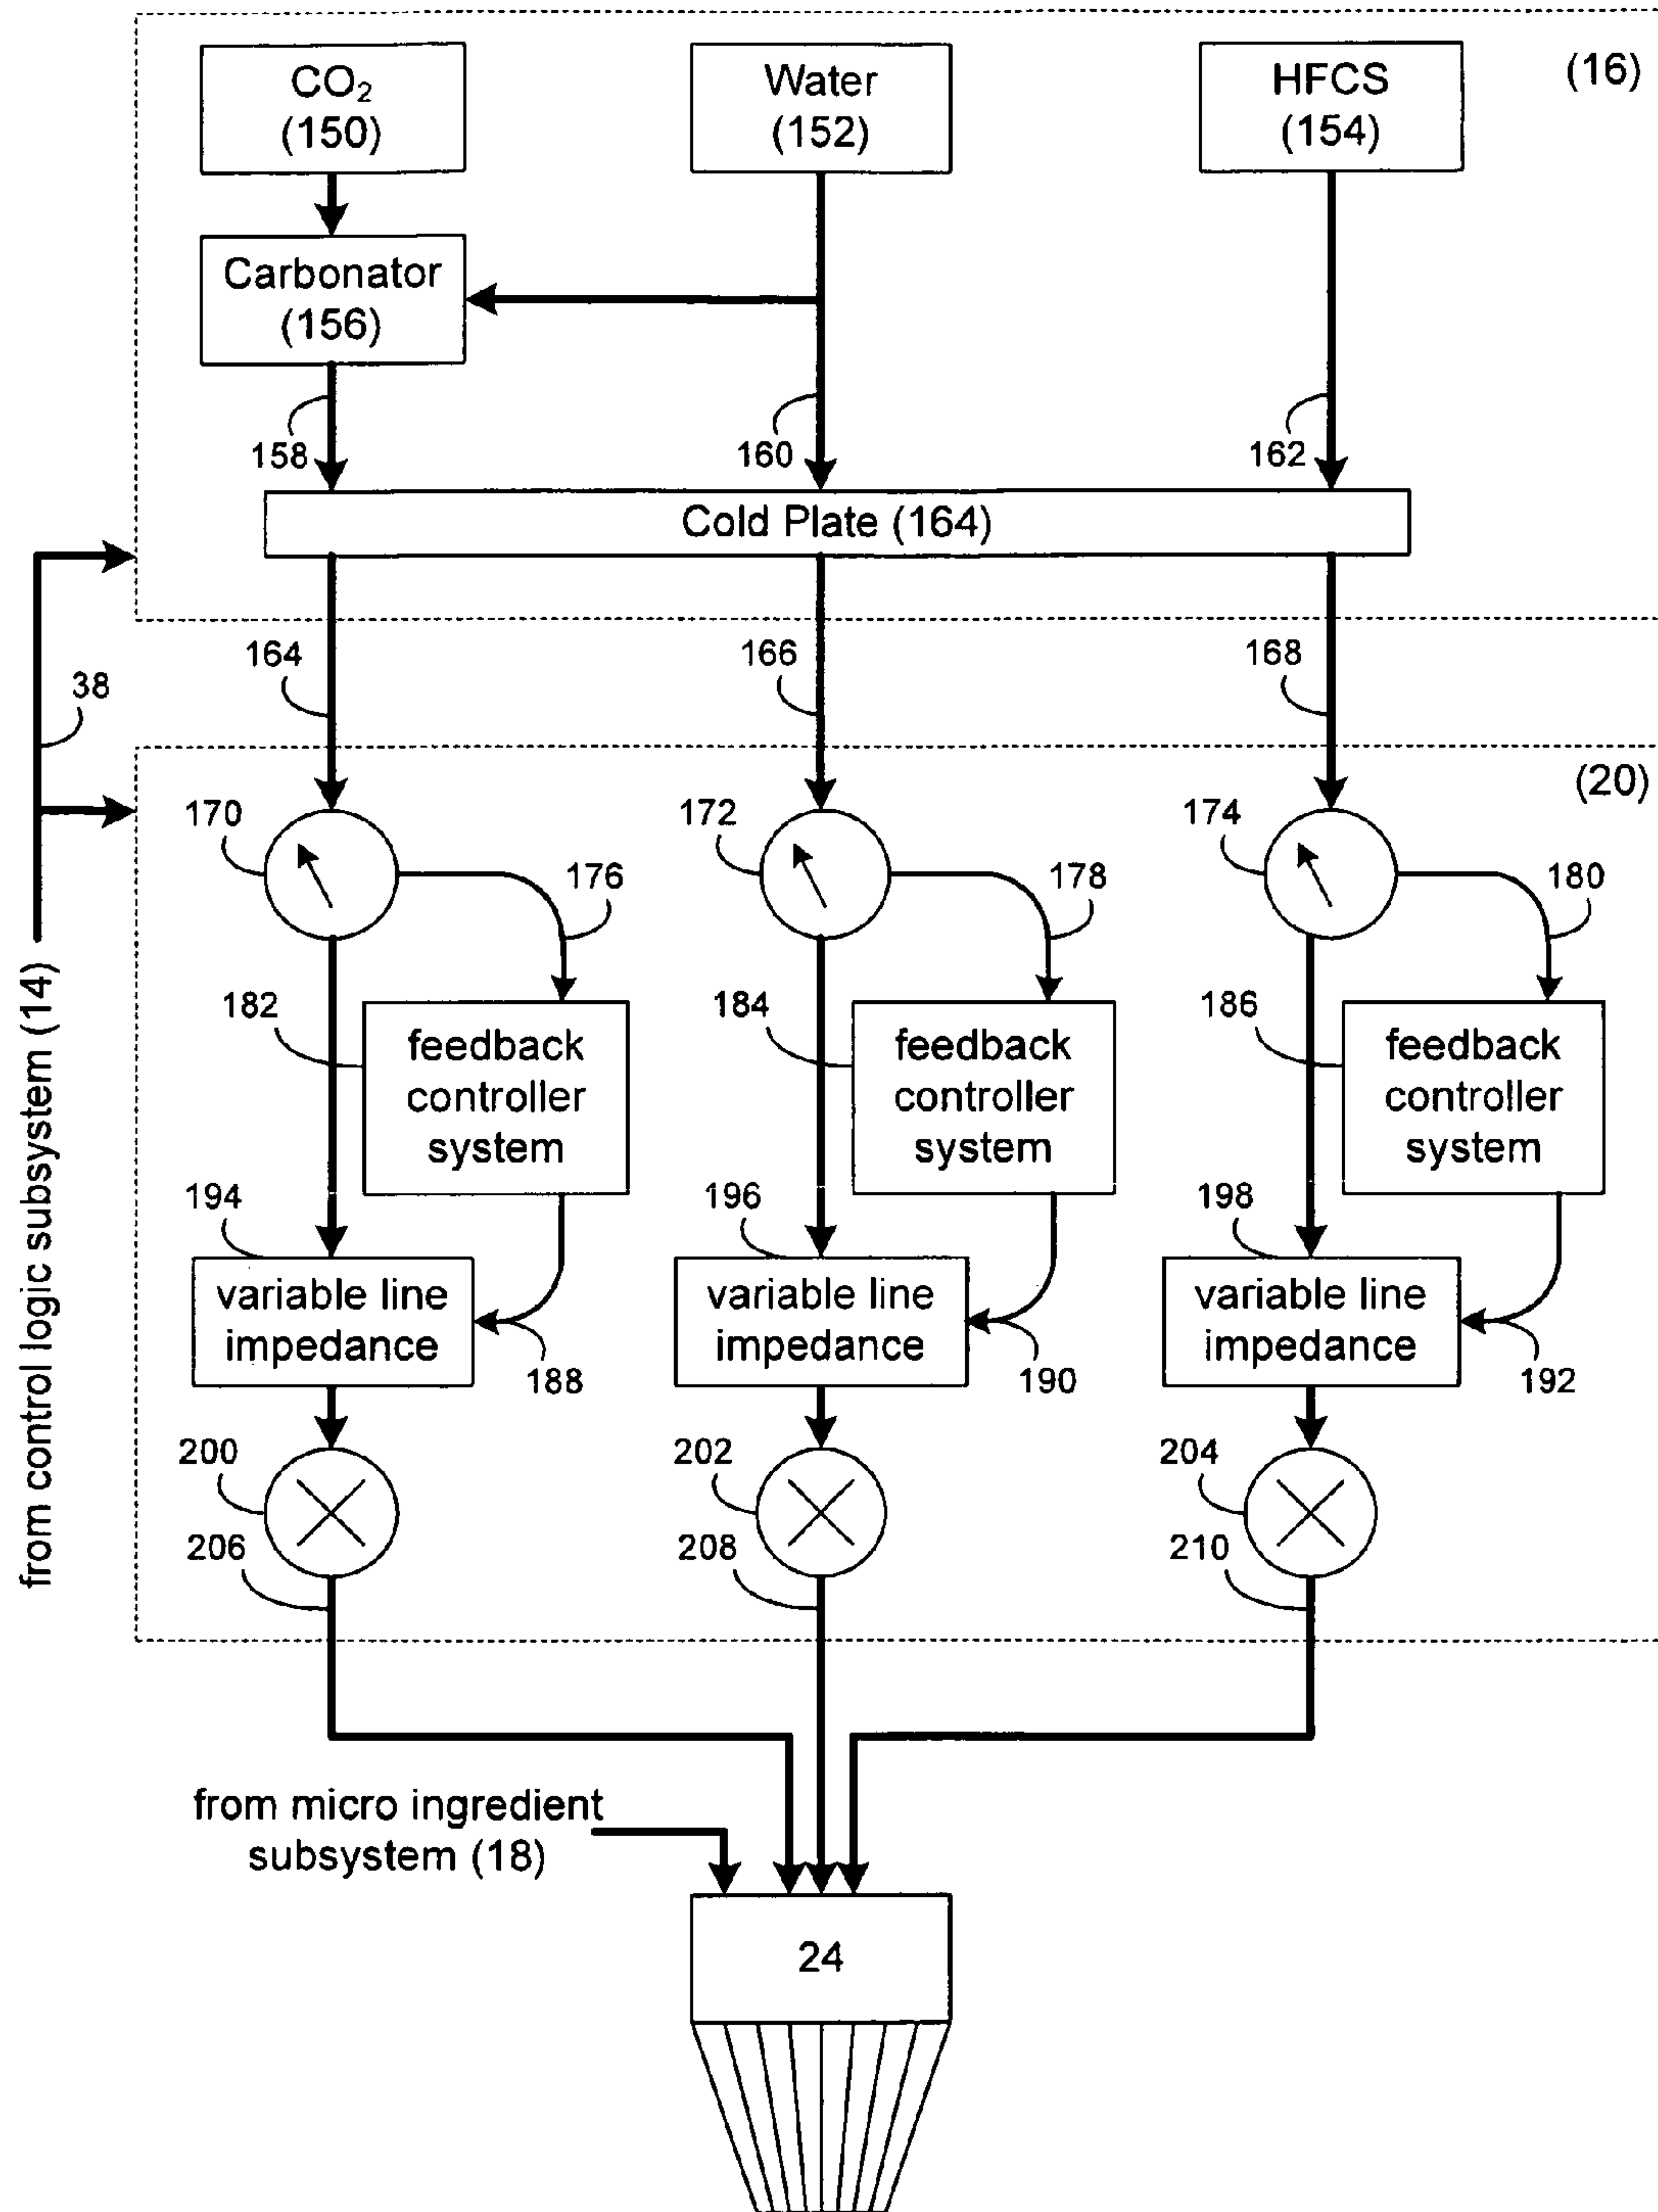 CO₂
(150)
Water
(152)
HFCS
(154)
(16)
Carbonator
(156)
158
160
162
Cold Plate (164)
164
166
168
38
from control logic subsystem (14)
(20)
170
172
174
176
178
180
182
feedback
controller
system
184
feedback
controller
system
186
feedback
controller
system
194
variable line
impedance
196
variable line
impedance
198
variable line
impedance
188
190
192
200
202
204
206
208
210
from micro ingredient
subsystem (18)
24